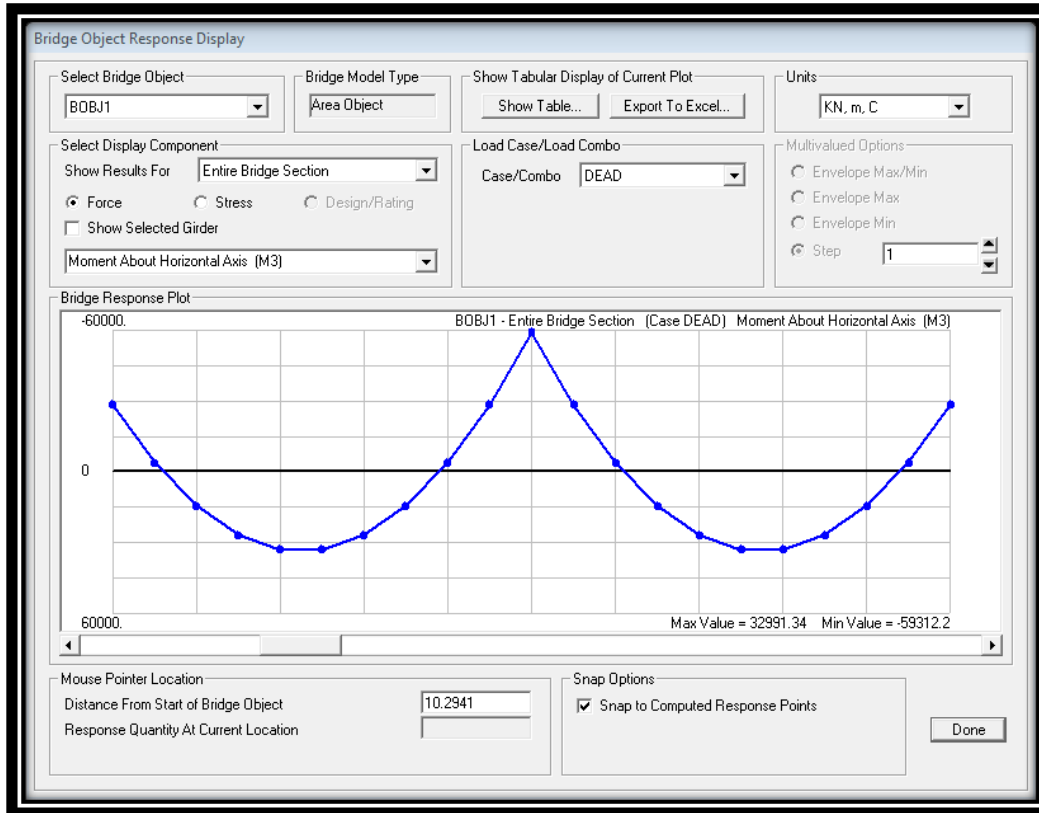 Bridge Object Response Display
Select Bridge Object
BOBJ1
Bridge Model Type
Area Object
Show Tabular Display of Current Plot
Show Table...
Export To Excel...
Units
KN, m, C
Select Display Component
Show Results For
Entire Bridge Section
Force
Stress
Design/Rating
Show Selected Girder
Moment About Horizontal Axis (M3)
Load Case/Load Combo
Case/Combo
DEAD
Multivalued Options
Envelope Max/Min
Envelope Max
Envelope Min
Step
1
Bridge Response Plot
-60000.
BOBJ1 - Entire Bridge Section (Case DEAD) Moment About Horizontal Axis (M3)
0
60000.
Max Value = 32991.34 Min Value = -59312.2
Mouse Pointer Location
Distance From Start of Bridge Object
10.2941
Response Quantity At Current Location
Snap Options
Snap to Computed Response Points
Done